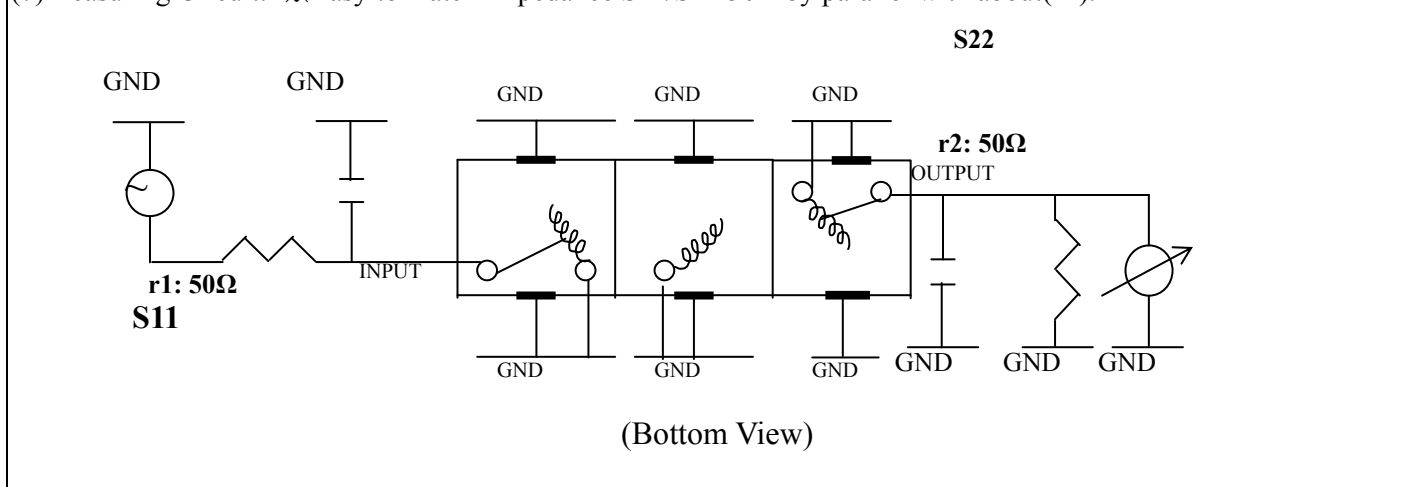 S22
GND GND GND GND GND
r2: 50Ω
OUTPUT
INPUT
r1: 50Ω
S11
GND GND GND GND GND GND
(Bottom View)